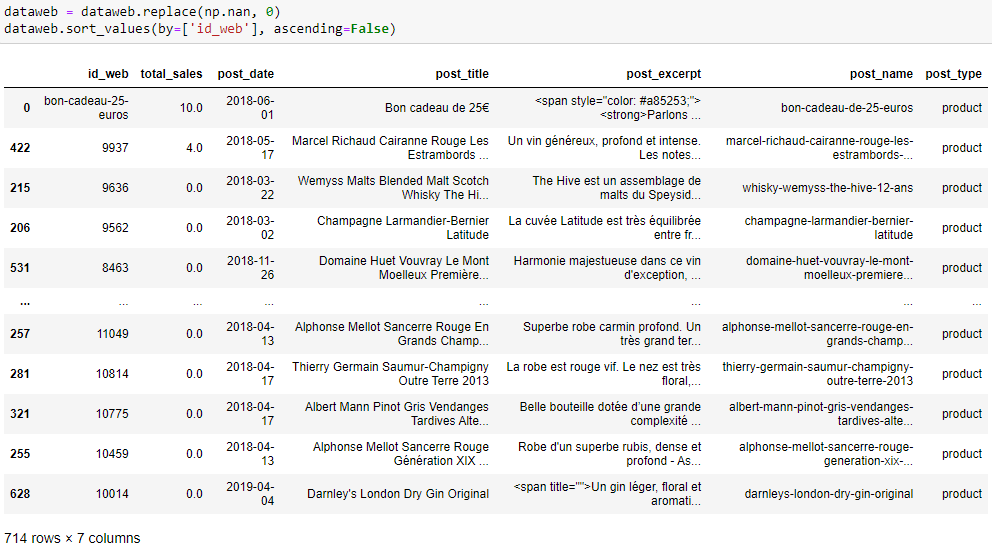 dataweb = dataweb.replace(np.nan, 0)
dataweb.sort_values(by=['id_web'], ascending=False)
id_web total_sales post_date post_title post_excerpt post_name post_type
0 bon-cadeau-25-euros 10.0 2018-06-01 Bon cadeau de 25€ <span style="color: #a85253;"><strong>Parlons ... bon-cadeau-de-25-euros product
422 9937 4.0 2018-05-17 Marcel Richaud Cairanne Rouge Les Estrambords ... Un vin généreux, profond et intense. Les notes... marcel-richaud-cairanne-rouge-les-estrambords-... product
215 9636 0.0 2018-03-22 Wemyss Malts Blended Malt Scotch Whisky The Hi... The Hive est un assemblage de malts du Speysid... whisky-wemyss-the-hive-12-ans product
206 9562 0.0 2018-03-02 Champagne Larmandier-Bernier Latitude La cuvée Latitude est très équilibrée entre fr... champagne-larmandier-bernier-latitude product
531 8463 0.0 2018-11-26 Domaine Huet Vouvray Le Mont Moelleux Première... Harmonie majestueuse dans ce vin d'exception, ... domaine-huet-vouvray-le-mont-moelleux-premiere... product
... ... ... ... ... ... ... ...
257 11049 0.0 2018-04-13 Alphonse Mellot Sancerre Rouge En Grands Champ... Superbe robe carmin profond. Un très grand ter... alphonse-mellot-sancerre-rouge-en-grands-champ... product
281 10814 0.0 2018-04-17 Thierry Germain Saumur-Champigny Outre Terre 2013 La robe est rouge vif. Le nez est très floral,... thierry-germain-saumur-champigny-outre-terre-2013 product
321 10775 0.0 2018-04-17 Albert Mann Pinot Gris Vendanges Tardives Alte... Belle bouteille dotée d'une grande complexité ... albert-mann-pinot-gris-vendanges-tardives-alte... product
255 10459 0.0 2018-04-13 Alphonse Mellot Sancerre Rouge Génération XIX ... Robe d'un superbe rubis, dense et profond - As... alphonse-mellot-sancerre-rouge-generation-xix-... product
628 10014 0.0 2019-04-04 Darnley's London Dry Gin Original <span title="">Un gin léger, floral et aromati... darnleys-london-dry-gin-original product
714 rows × 7 columns